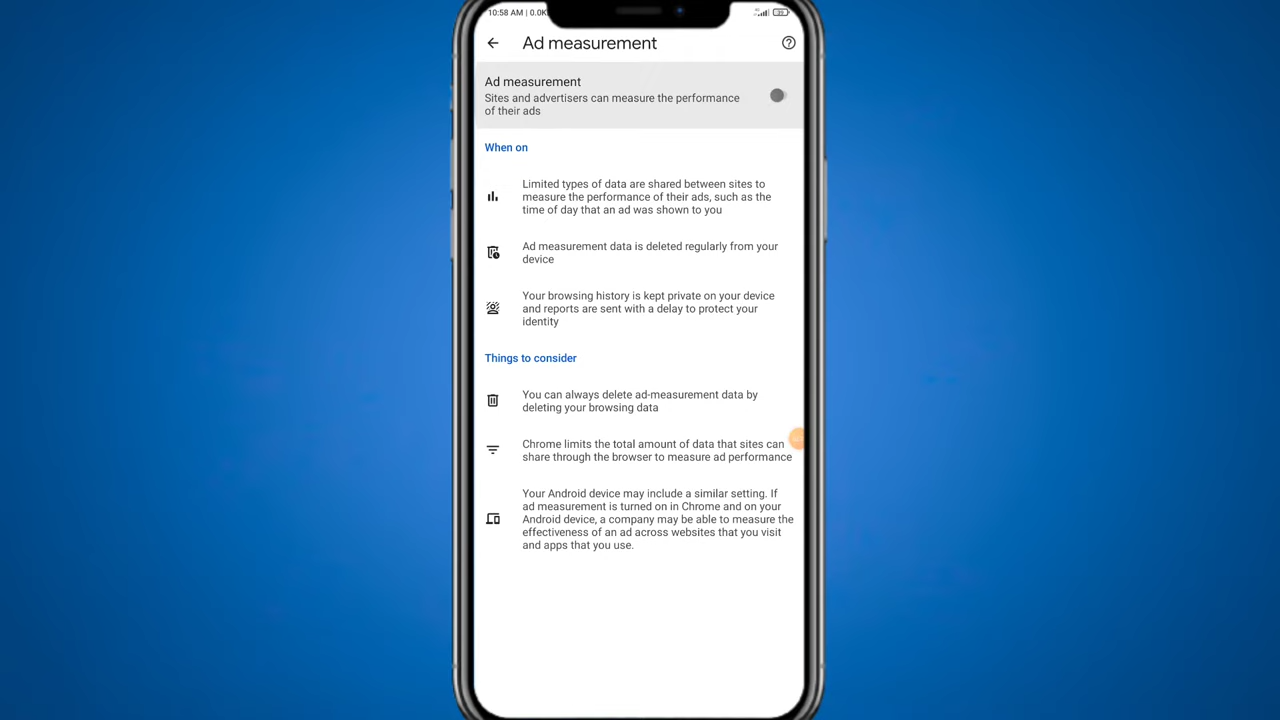 10:58 AM | 0.0K
Ad measurement
Ad measurement
Sites and advertisers can measure the performance
of their ads
When on
Limited types of data are shared between sites to
measure the performance of their ads, such as the
time of day that an ad was shown to you
Ad measurement data is deleted regularly from your
device
Your browsing history is kept private on your device
and reports are sent with a delay to protect your
identity
Things to consider
You can always delete ad-measurement data by
deleting your browsing data
Chrome limits the total amount of data that sites can
share through the browser to measure ad performance
Your Android device may include a similar setting. If
ad measurement is turned on in Chrome and on your
Android device, a company may be able to measure the
effectiveness of an ad across websites that you visit
and apps that you use.